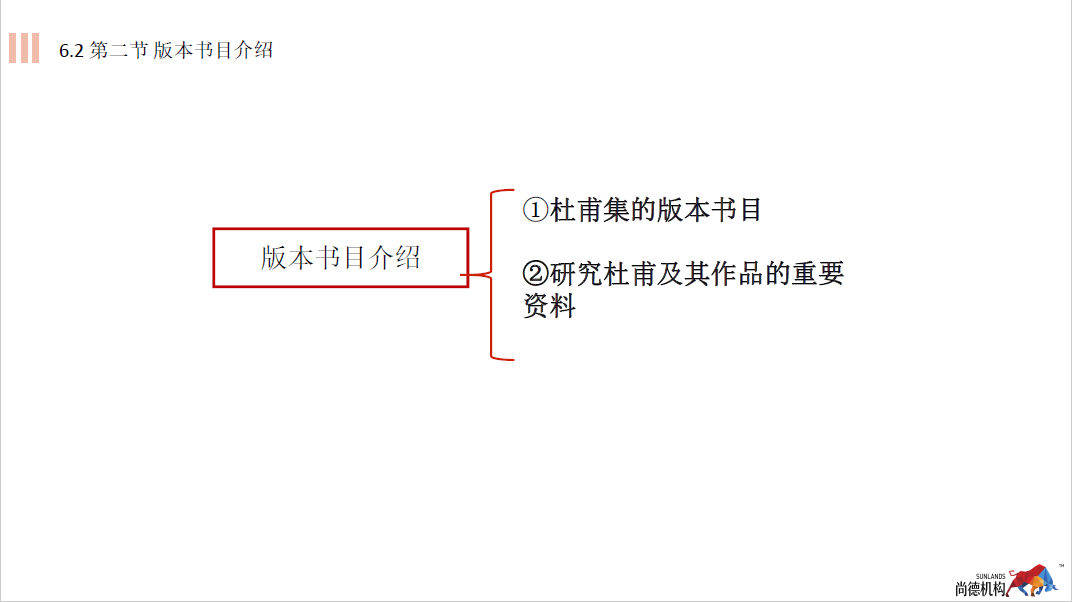 6.2 第二节 版本书目介绍
版本书目介绍
①杜甫集的版本书目
②研究杜甫及其作品的重要
资料
SUNLANDS
尚德机构
TM